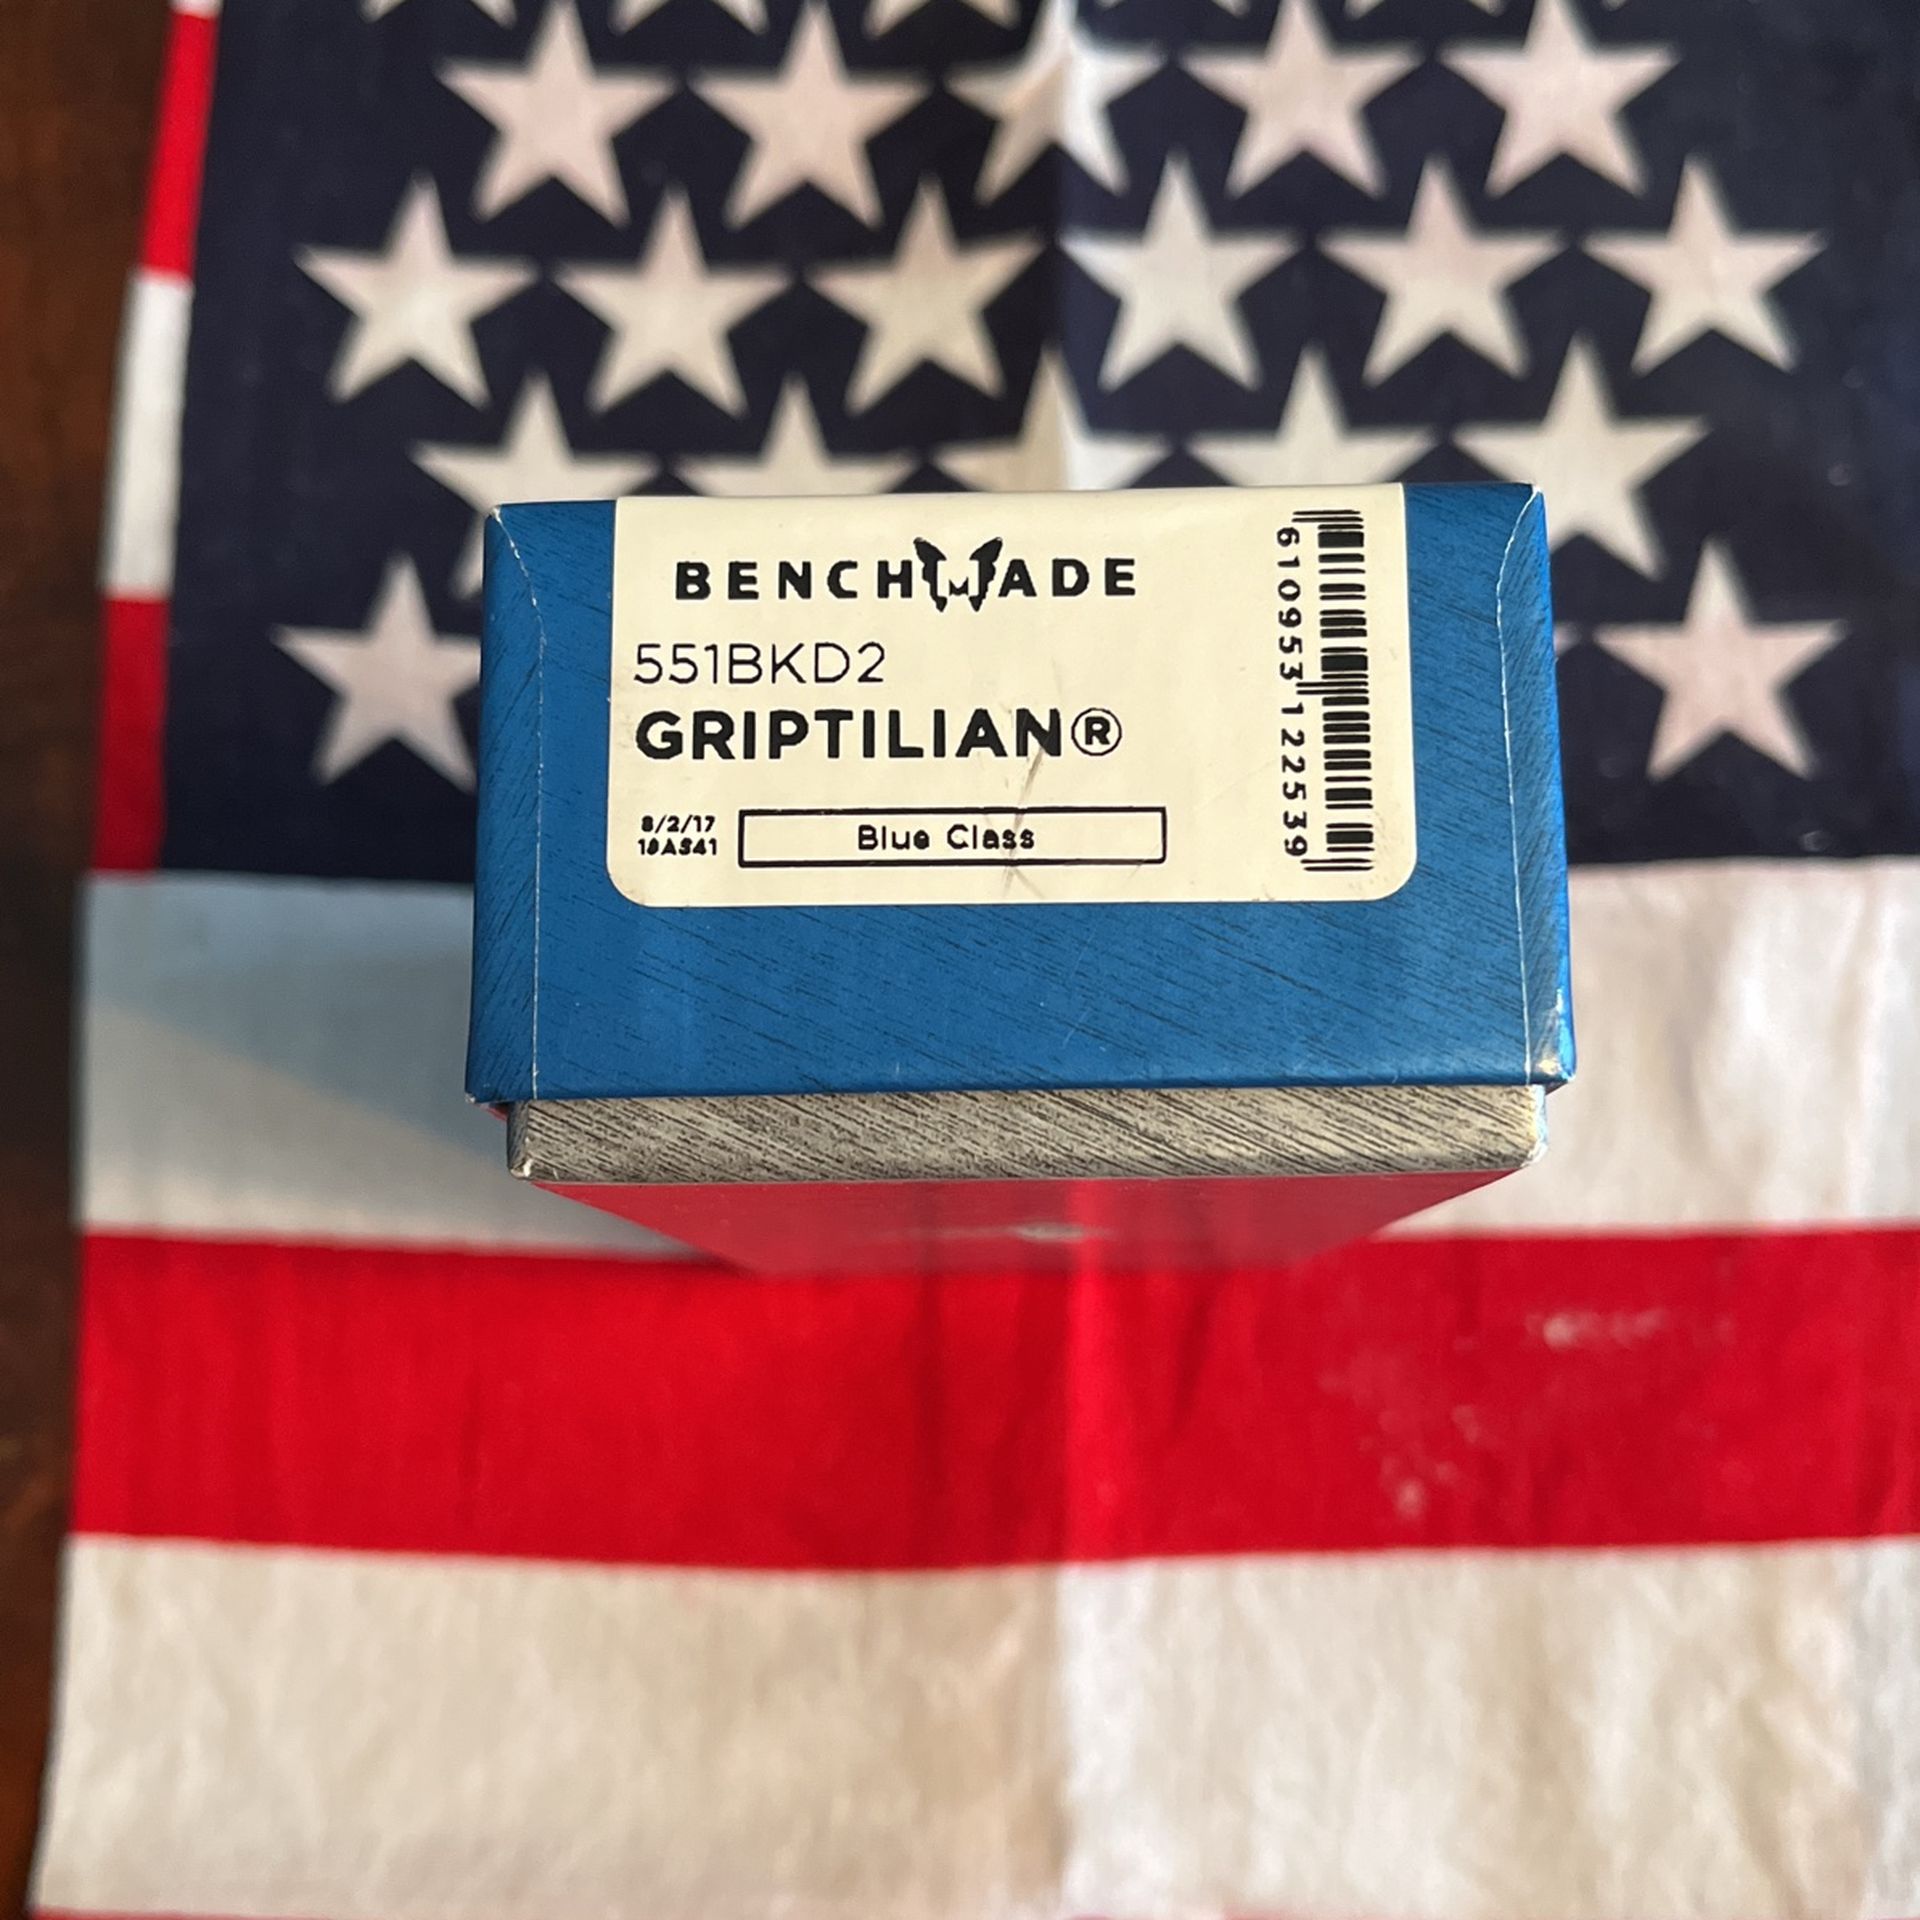 BENCHMADE
551BKD2
GRIPTILIAN®
8/2/17
Blue Class
610953122539